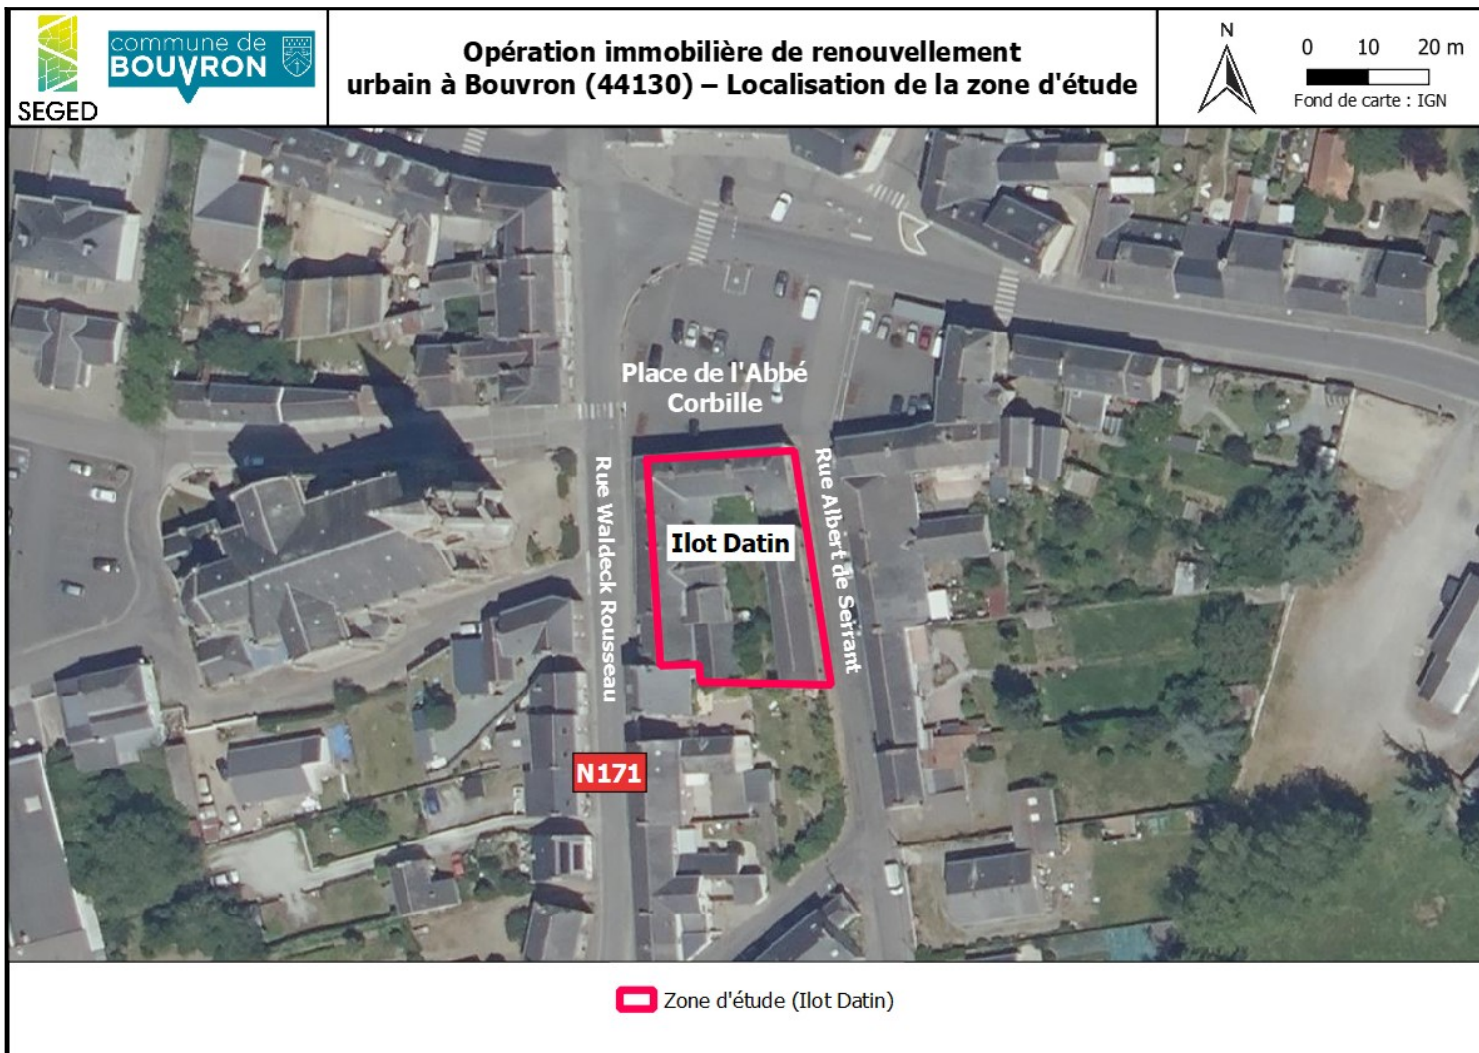 SEGED
commune de
BOUVRON
Opération immobilière de renouvellement
urbain à Bouvron (44130) – Localisation de la zone d'étude
N
0 10 20 m
Fond de carte : IGN
Place de l'Abbé
Corbille
Rue Waldeck Rousseau
Ilot Datin
Rue Albert de Serrant
N171
Zone d'étude (Ilot Datin)